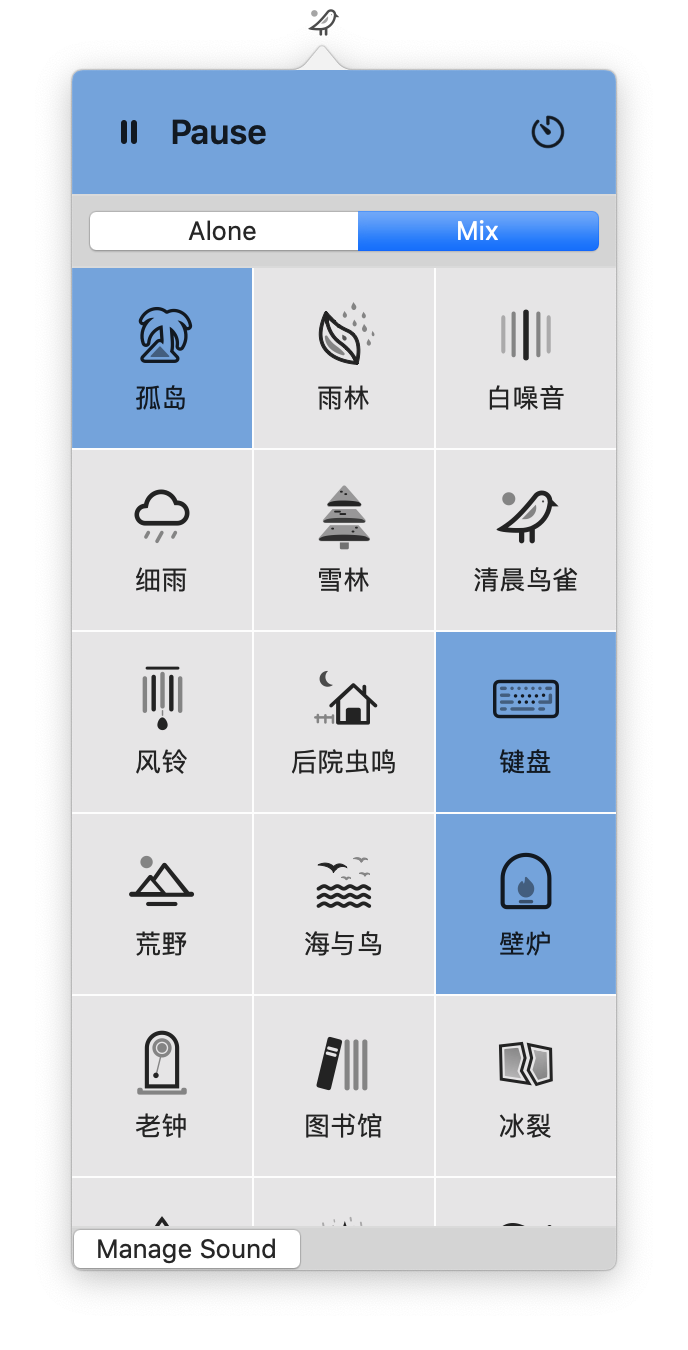 Pause
Alone
Mix
孤岛
雨林
白噪音
细雨
雪林
清晨鸟雀
风铃
后院虫鸣
键盘
荒野
海与鸟
壁炉
老钟
图书馆
冰裂
Manage Sound